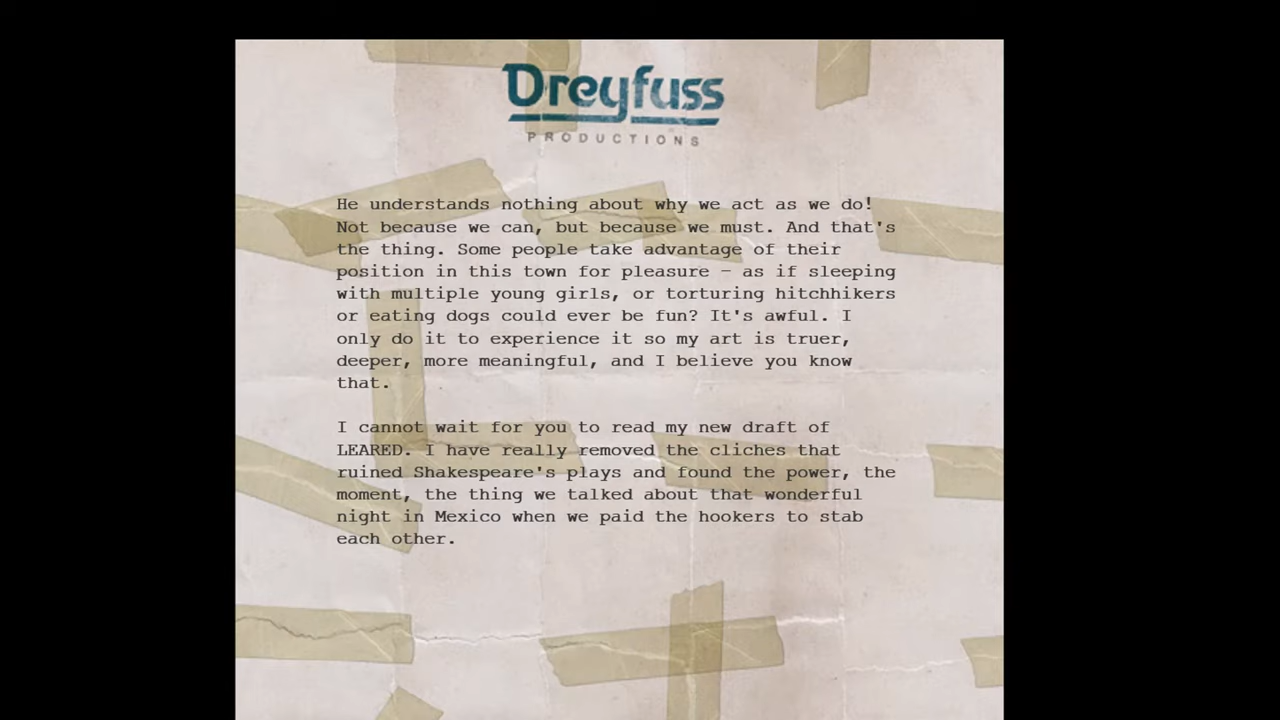 Dreyfuss
PRODUCTIONS
He understands nothing about why we act as we do!
Not because we can, but because we must. And that's
the thing. Some people take advantage of their
position in this town for pleasure – as if sleeping
with multiple young girls, or torturing hitchhikers
or eating dogs could ever be fun? It's awful. I
only do it to experience it so my art is truer,
deeper, more meaningful, and I believe you know
that.
I cannot wait for you to read my new draft of
LEARED. I have really removed the cliches that
ruined Shakespeare's plays and found the power, the
moment, the thing we talked about that wonderful
night in Mexico when we paid the hookers to stab
each other.